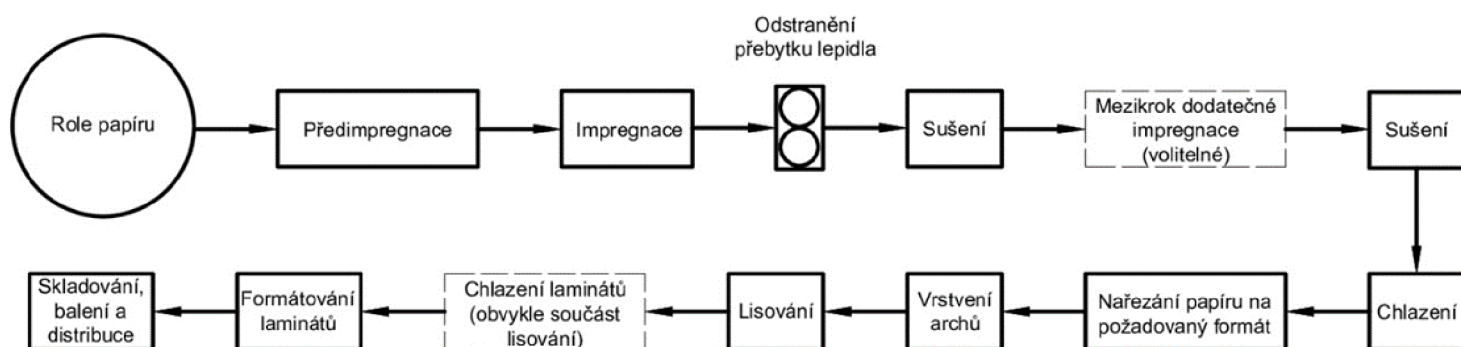 Role papíru
Předimpregnace
Impregnace
Odstranění
přebytku lepidla
Sušení
Mezikrok dodatečné
impregnace
(volitelné)
Sušení
Chlazení
Nařezání papíru na
požadovaný formát
Vrstvení
archů
Lisování
Chlazení laminátů
(obvykle součást
lisování)
Formátování
laminátů
Skladování,
balení a
distribuce